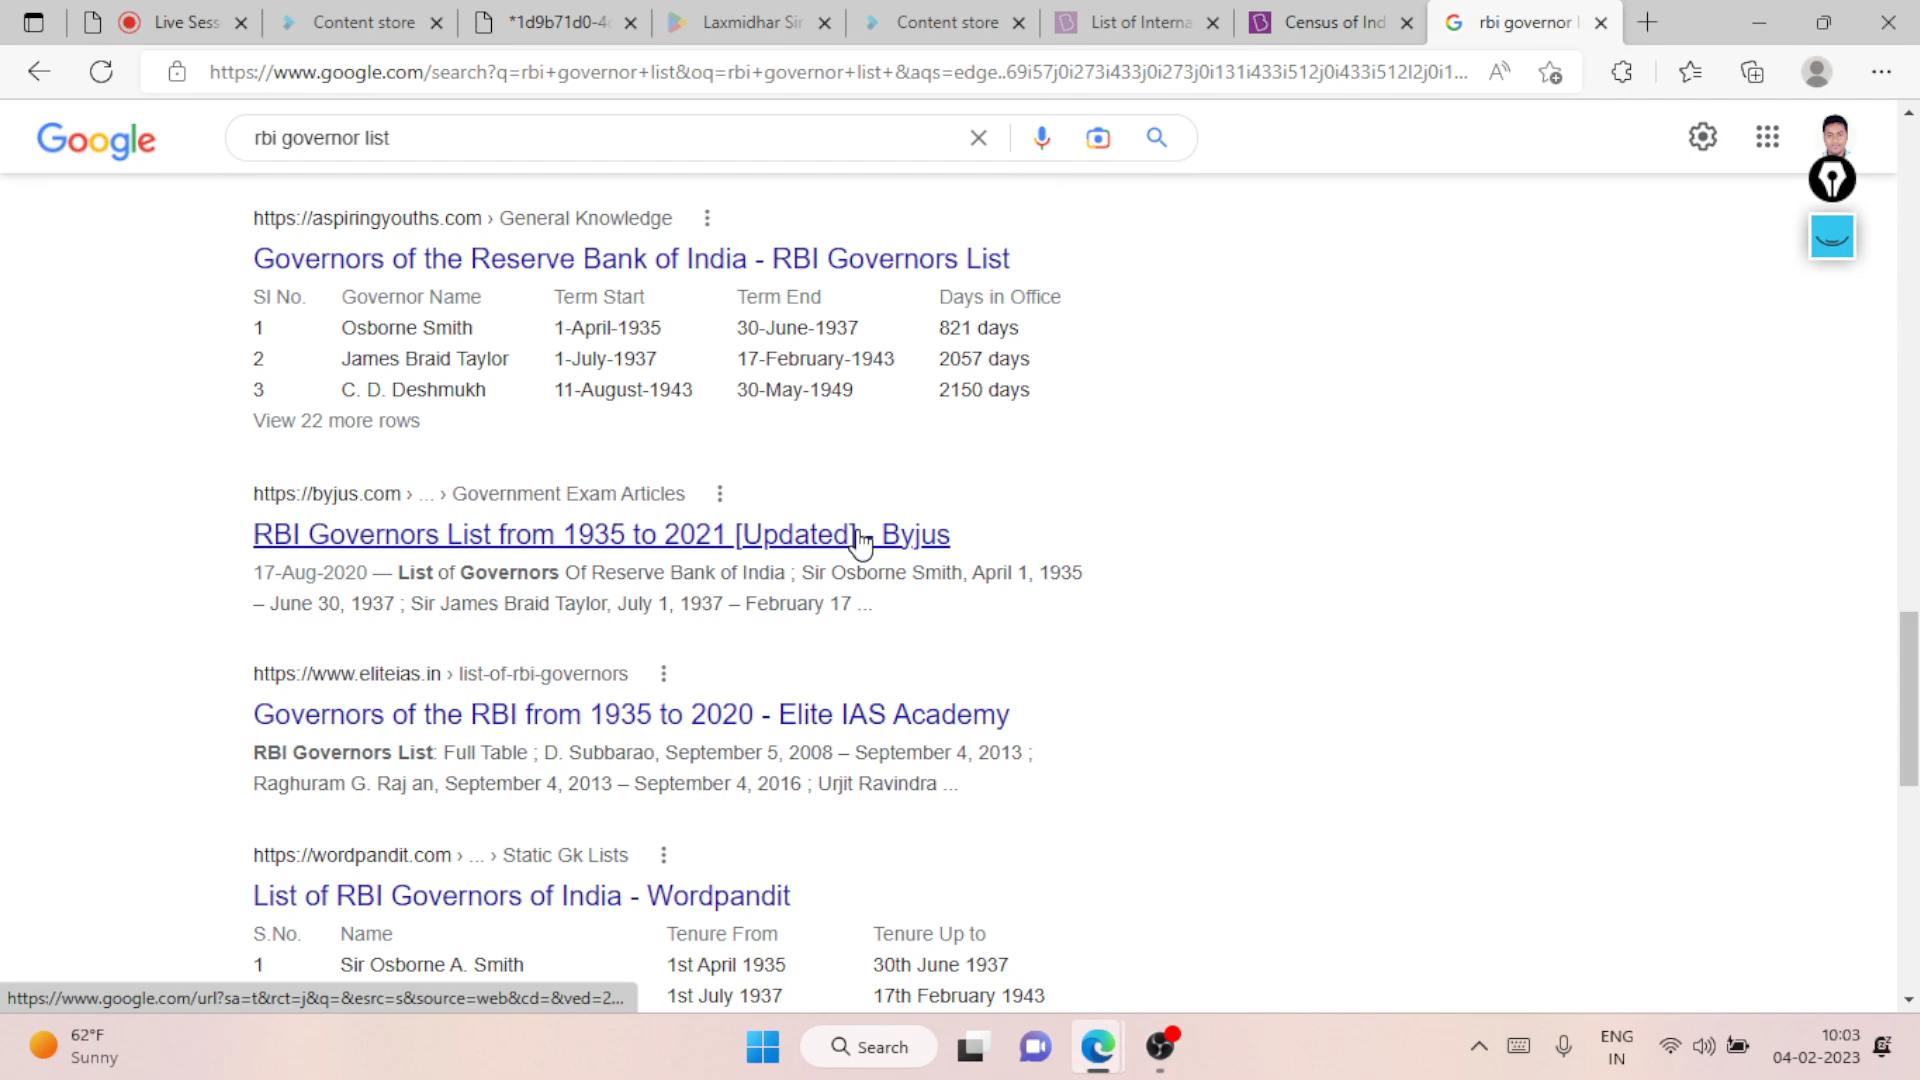 Live Sess
Content store
*1d9b71d0-4
Laxmidhar Sir
Content store
List of Interna
Census of Ind
rbi governor l
https://www.google.com/search?q=rbi+governor+list&oq=rbi+governor+list+&aqs=edge..69i57j0i273i433j0i273j0i131i433i512j0i433i512l2j0i1...
Google
rbi governor list
https://aspiringyouths.com › General Knowledge
Governors of the Reserve Bank of India - RBI Governors List
SI No. Governor Name Term Start Term End Days in Office
1 Osborne Smith 1-April-1935 30-June-1937 821 days
2 James Braid Taylor 1-July-1937 17-February-1943 2057 days
3 C. D. Deshmukh 11-August-1943 30-May-1949 2150 days
View 22 more rows
https://byjus.com › ... › Government Exam Articles
RBI Governors List from 1935 to 2021 [Updated] - Byjus
17-Aug-2020 — List of Governors Of Reserve Bank of India ; Sir Osborne Smith, April 1, 1935
– June 30, 1937 ; Sir James Braid Taylor, July 1, 1937 – February 17 ...
https://www.eliteias.in › list-of-rbi-governors
Governors of the RBI from 1935 to 2020 - Elite IAS Academy
RBI Governors List: Full Table ; D. Subbarao, September 5, 2008 – September 4, 2013 ;
Raghuram G. Raj an, September 4, 2013 – September 4, 2016 ; Urjit Ravindra ...
https://wordpandit.com › ... › Static Gk Lists
List of RBI Governors of India - Wordpandit
S.No. Name Tenure From Tenure Up to
1 Sir Osborne A. Smith 1st April 1935 30th June 1937
1st July 1937 17th February 1943
https://www.google.com/url?sa=t&rct=j&q=&esrc=s&source=web&cd=&ved=2...
62°F
Sunny
Search
ENG
IN
10:03
04-02-2023